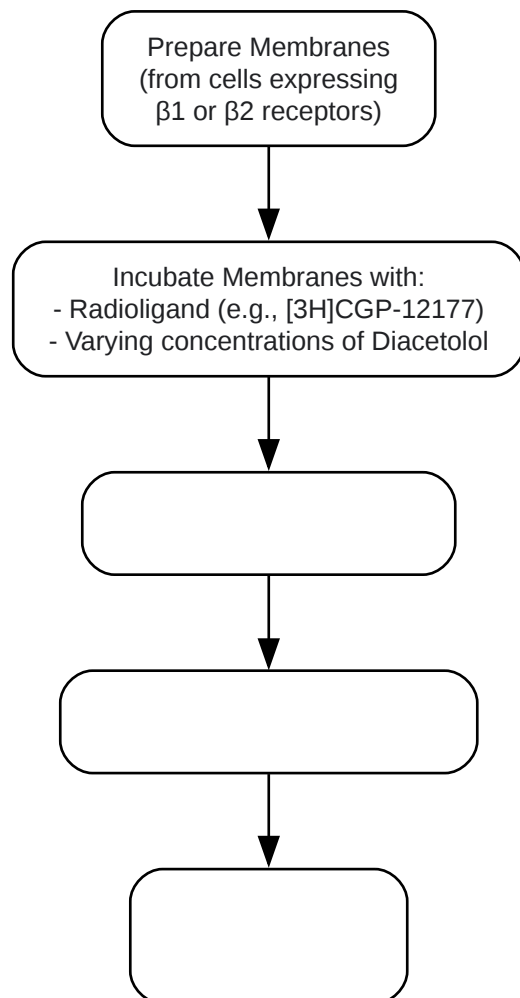 Prepare Membranes
(from cells expressing
β1 or β2 receptors)
Incubate Membranes with:
- Radioligand (e.g., [3H]CGP-12177)
- Varying concentrations of Diacetolol